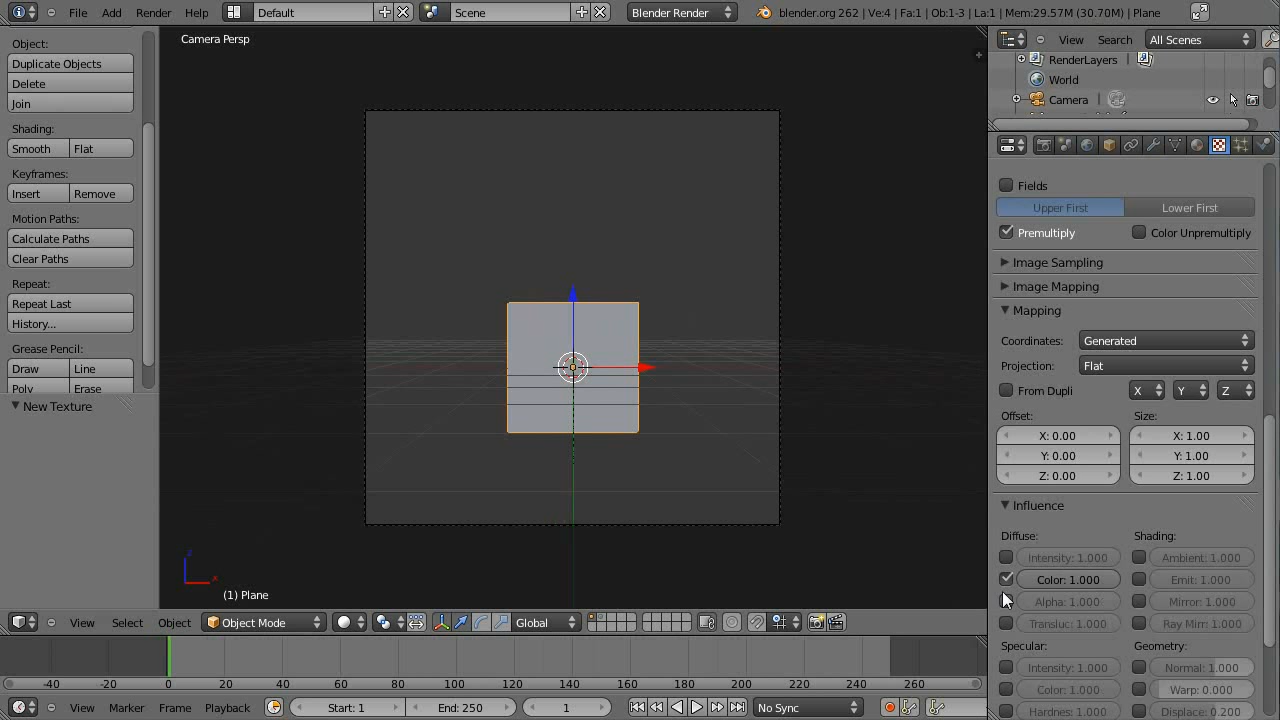 File Add Render Help Default Scene Blender Render blender.org 262 | Ve:4 | Fa:1 | Ob:1-3 | La:1 | Mem:29.57M (30.70M) | Plane
Object:
Duplicate Objects
Delete
Join
Shading:
Smooth Flat
Keyframes:
Insert Remove
Motion Paths:
Calculate Paths
Clear Paths
Repeat:
Repeat Last
History...
Grease Pencil:
Draw Line
Poly Erase
New Texture
Camera Persp
z
x
(1) Plane
View Select Object Object Mode Global
-40 -20 0 20 40 60 80 100 120 140 160 180 200 220 240 260
View Marker Frame Playback Start: 1 End: 250 1 No Sync
View Search All Scenes
RenderLayers
World
Camera
Fields
Upper First Lower First
Premultiply Color Unpremultiply
Image Sampling
Image Mapping
Mapping
Coordinates: Generated
Projection: Flat
From Dupli X Y Z
Offset: Size:
X: 0.00 X: 1.00
Y: 0.00 Y: 1.00
Z: 0.00 Z: 1.00
Influence
Diffuse: Shading:
Intensity: 1.000 Ambient: 1.000
Color: 1.000 Emit: 1.000
Alpha: 1.000 Mirror: 1.000
Transluc: 1.000 Ray Mirr: 1.000
Specular: Geometry:
Intensity: 1.000 Normal: 1.000
Color: 1.000 Warp: 0.000
Hardness: 1.000 Displace: 0.200